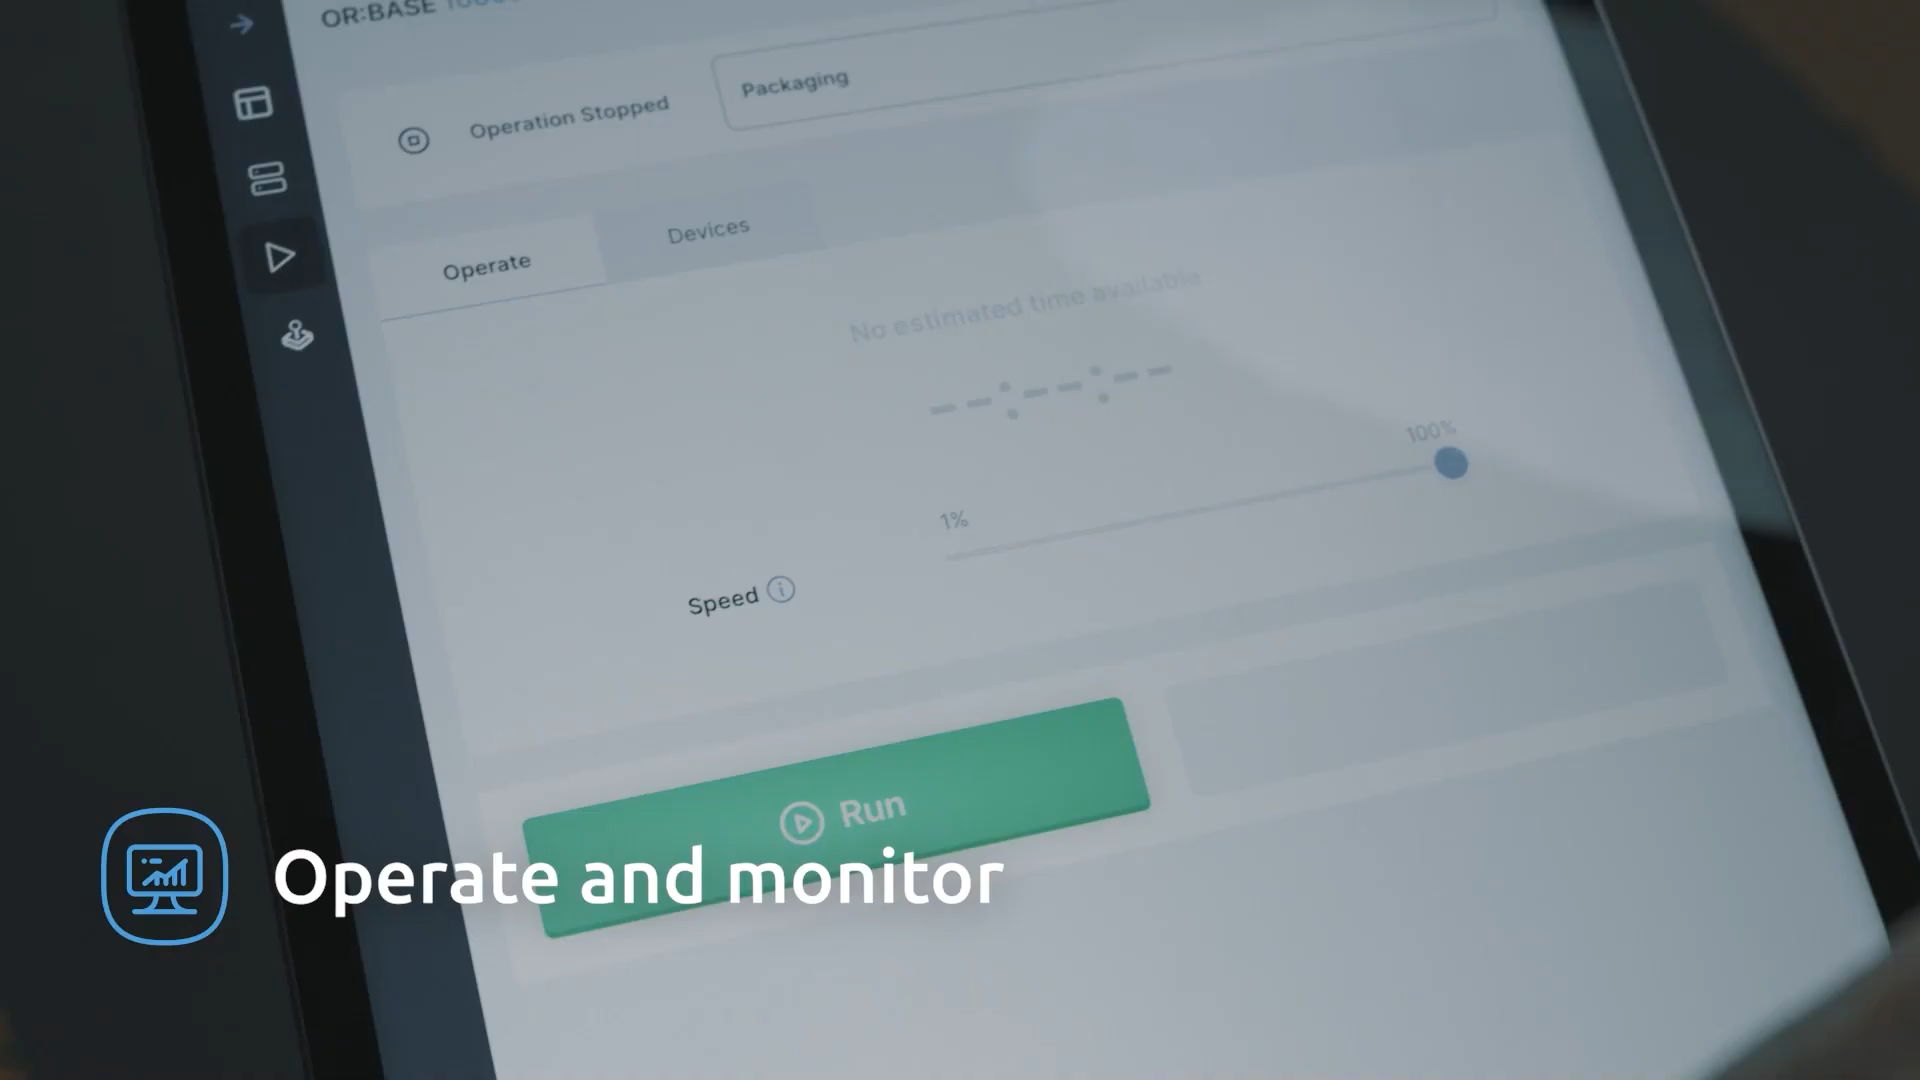 OR:BASE
Operation Stopped
Packaging
Operate
Devices
No estimated time available
--:--:--
100%
1%
Speed
Run
Operate and monitor